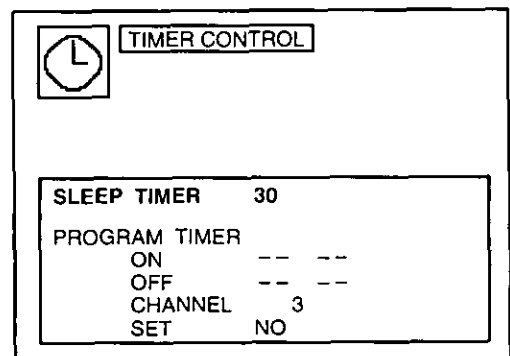 TIMER CONTROL
SLEEP TIMER 30
PROGRAM TIMER
ON -- --
OFF -- --
CHANNEL 3
SET NO